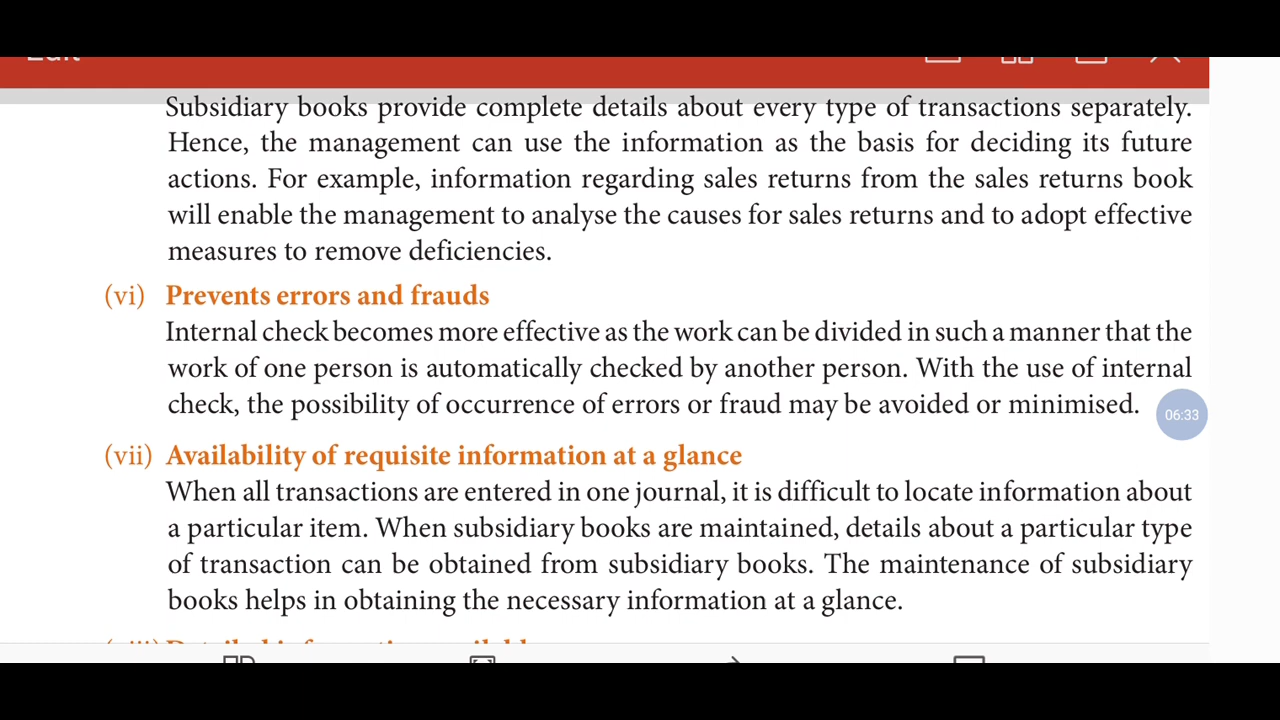 Edit
Subsidiary books provide complete details about every type of transactions separately.
Hence, the management can use the information as the basis for deciding its future
actions. For example, information regarding sales returns from the sales returns book
will enable the management to analyse the causes for sales returns and to adopt effective
measures to remove deficiencies.
(vi) Prevents errors and frauds
Internal check becomes more effective as the work can be divided in such a manner that the
work of one person is automatically checked by another person. With the use of internal
check, the possibility of occurrence of errors or fraud may be avoided or minimised.
06:33
(vii) Availability of requisite information at a glance
When all transactions are entered in one journal, it is difficult to locate information about
a particular item. When subsidiary books are maintained, details about a particular type
of transaction can be obtained from subsidiary books. The maintenance of subsidiary
books helps in obtaining the necessary information at a glance.